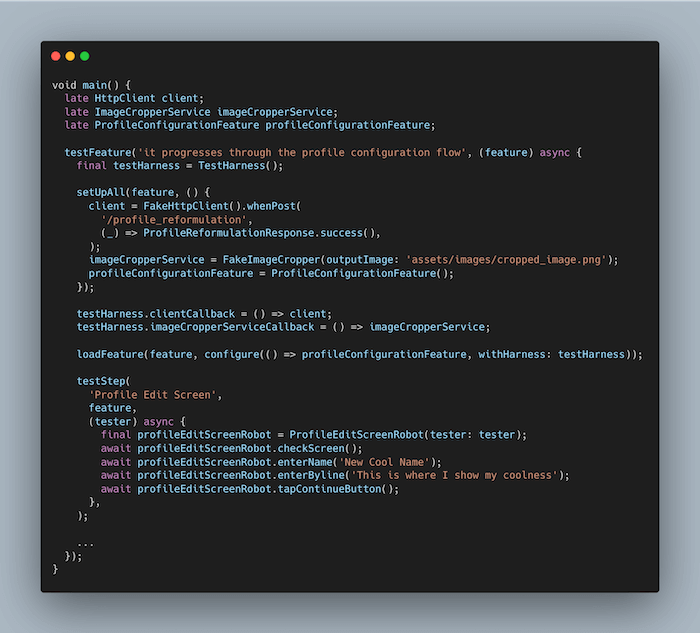 void main() {
  late HttpClient client;
  late ImageCropperService imageCropperService;
  late ProfileConfigurationFeature profileConfigurationFeature;

  testFeature('it progresses through the profile configuration flow', (feature) async {
    final testHarness = TestHarness();

    setUpAll(feature, () {
      client = FakeHttpClient().whenPost(
        '/profile_reformulation',
        (_) => ProfileReformulationResponse.success(),
      );
      imageCropperService = FakeImageCropper(outputImage: 'assets/images/cropped_image.png');
      profileConfigurationFeature = ProfileConfigurationFeature();
    });

    testHarness.clientCallback = () => client;
    testHarness.imageCropperServiceCallback = () => imageCropperService;

    loadFeature(feature, configure(() => profileConfigurationFeature, withHarness: testHarness));

    testStep(
      'Profile Edit Screen',
      feature,
      (tester) async {
        final profileEditScreenRobot = ProfileEditScreenRobot(tester: tester);
        await profileEditScreenRobot.checkScreen();
        await profileEditScreenRobot.enterName('New Cool Name');
        await profileEditScreenRobot.enterByline('This is where I show my coolness');
        await profileEditScreenRobot.tapContinueButton();
      },
    );

    ...
  });
}